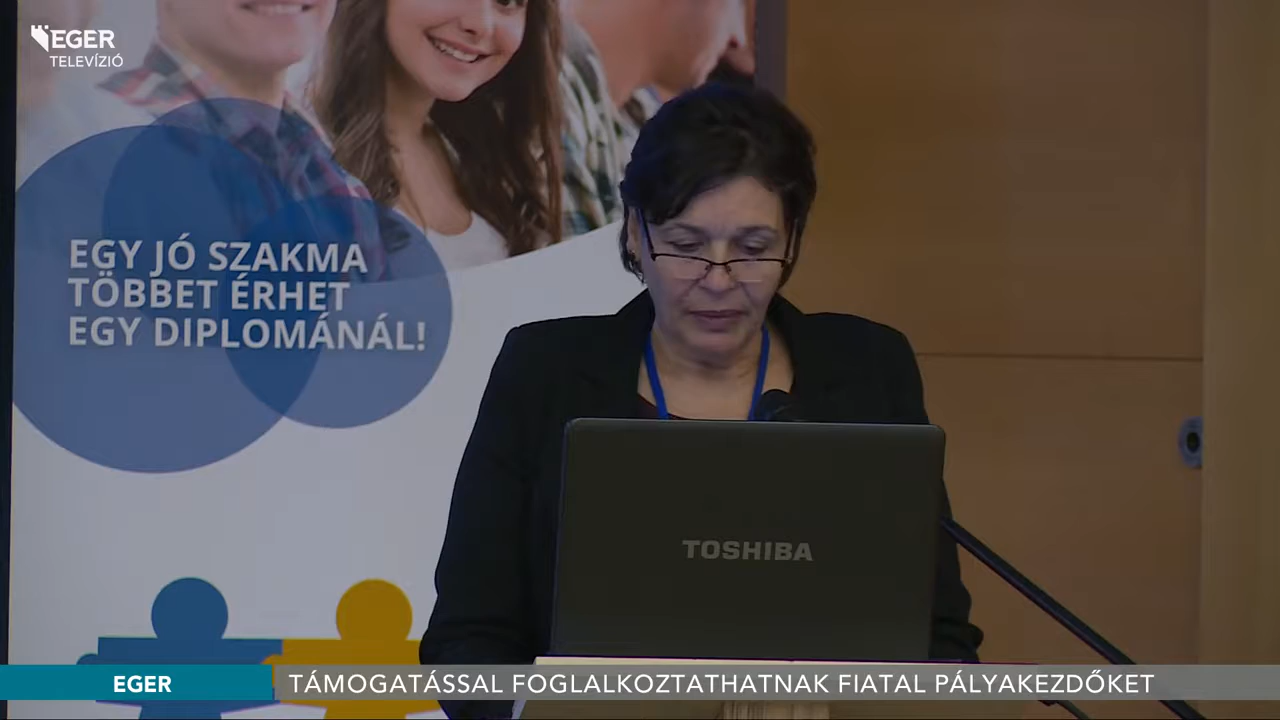 EGER
TELEVÍZIÓ
EGY JÓ SZAKMA
TÖBBET ÉRHET
EGY DIPLOMÁNÁL!
TOSHIBA
EGER
TÁMOGATÁSSAL FOGLALKOZTATHATNAK FIATAL PÁLYAKEZDŐKET